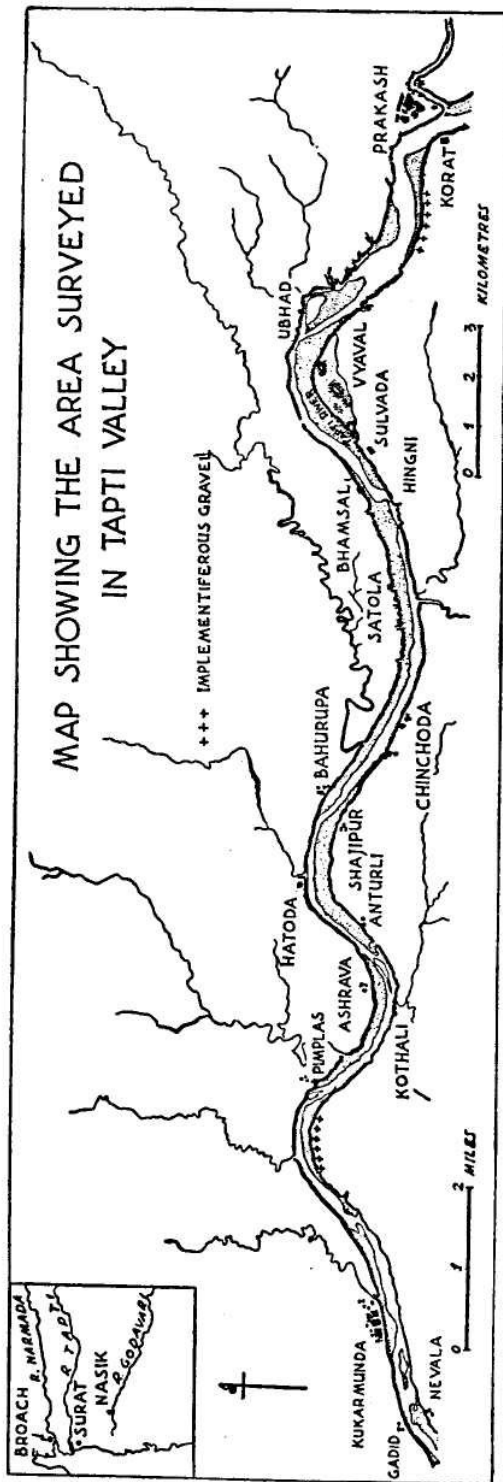 MAP SHOWING THE AREA SURVEYED
IN TAPTI VALLEY
+++ IMPLEMENTIFEROUS GRAVEL
BROACH
R. NARMADA
R. TAPTI
SURAT
NASIK
R. GODAVARI
KUKARMUNDA
GADID
NEVALA
PIMPLAS
HATODA
ASHRAVA
KOTHALI
ANTURLI
SHAJIPUR
BAHURUPA
CHINCHODA
SATOLA
BHAMSAL
HINGNI
SULVADA
TAPTI RIVER
VYAVAL
UBHAD
PRAKASH
KORAT
0 1 2
MILES
0 1 2 3
KILOMETRES